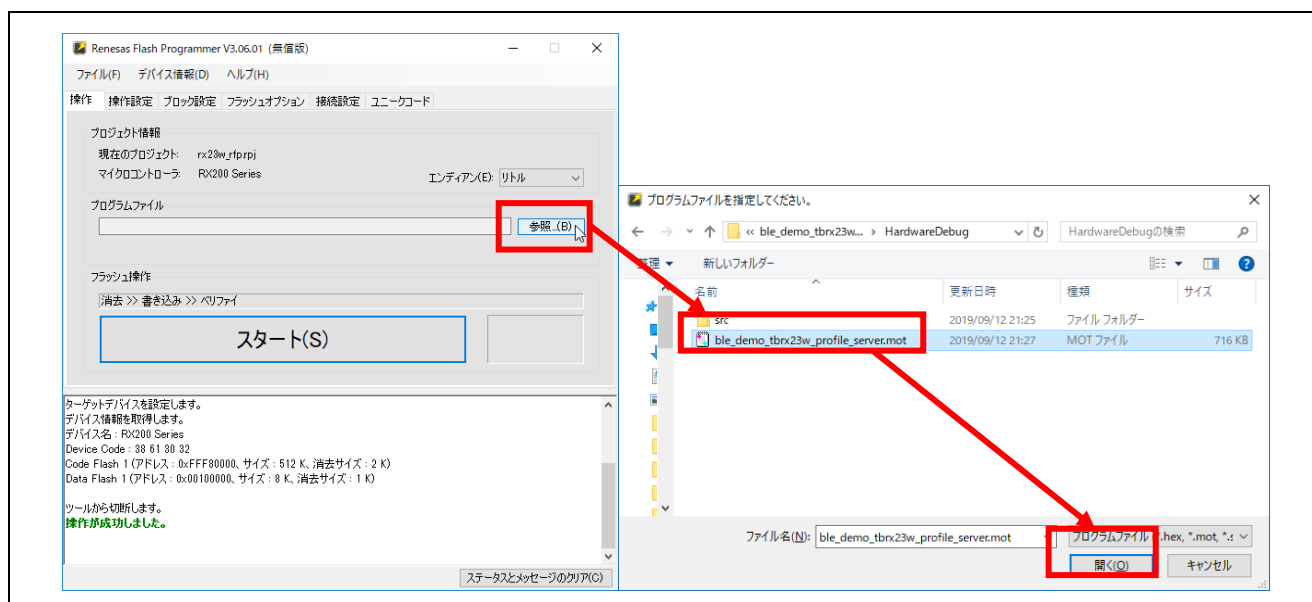 Renesas Flash Programmer V3.06.01 (無償版)
ファイル(F) デバイス情報(D) ヘルプ(H)
操作 操作設定 ブロック設定 フラッシュオプション 接続設定 ユニークコード
プロジェクト情報
現在のプロジェクト: rx23w_rfp.rpj
マイクロコントローラ: RX200 Series
エンディアン(E): リトル
プログラムファイル
参照...(B)
フラッシュ操作
消去 >> 書き込み >> ベリファイ
スタート(S)
ターゲットデバイスを設定します。
デバイス情報を取得します。
デバイス名 : RX200 Series
Device Code : 38 61 30 32
Code Flash 1 (アドレス : 0xFFF80000、サイズ : 512 K、消去サイズ : 2 K)
Data Flash 1 (アドレス : 0x00100000、サイズ : 8 K、消去サイズ : 1 K)
ツールから切断します。
操作が成功しました。
ステータスとメッセージのクリア(C)
プログラムファイルを指定してください。
« ble_demo_tbrx23w... › HardwareDebug
HardwareDebugの検索
整理 新しいフォルダー
名前 更新日時 種類 サイズ
src 2019/09/12 21:25 ファイル フォルダー
ble_demo_tbrx23w_profile_server.mot 2019/09/12 21:27 MOT ファイル 716 KB
ファイル名(N): ble_demo_tbrx23w_profile_server.mot
プログラムファイル (*.hex, *.mot, *.s
開く(O) キャンセル